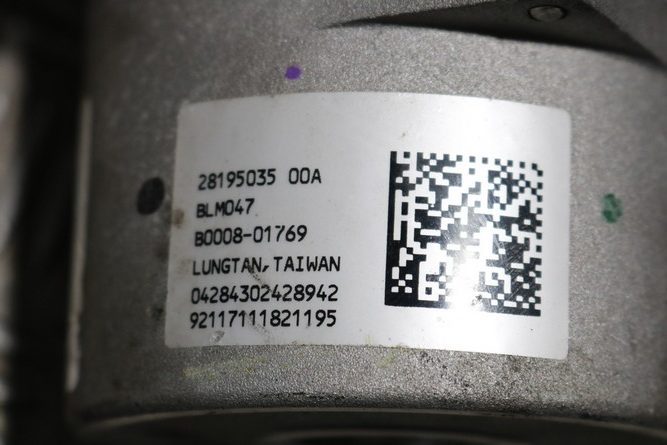 28195035 00A
BLM047
B0008-01769
LUNGTAN,TAIWAN
04284302428942
92117111821195